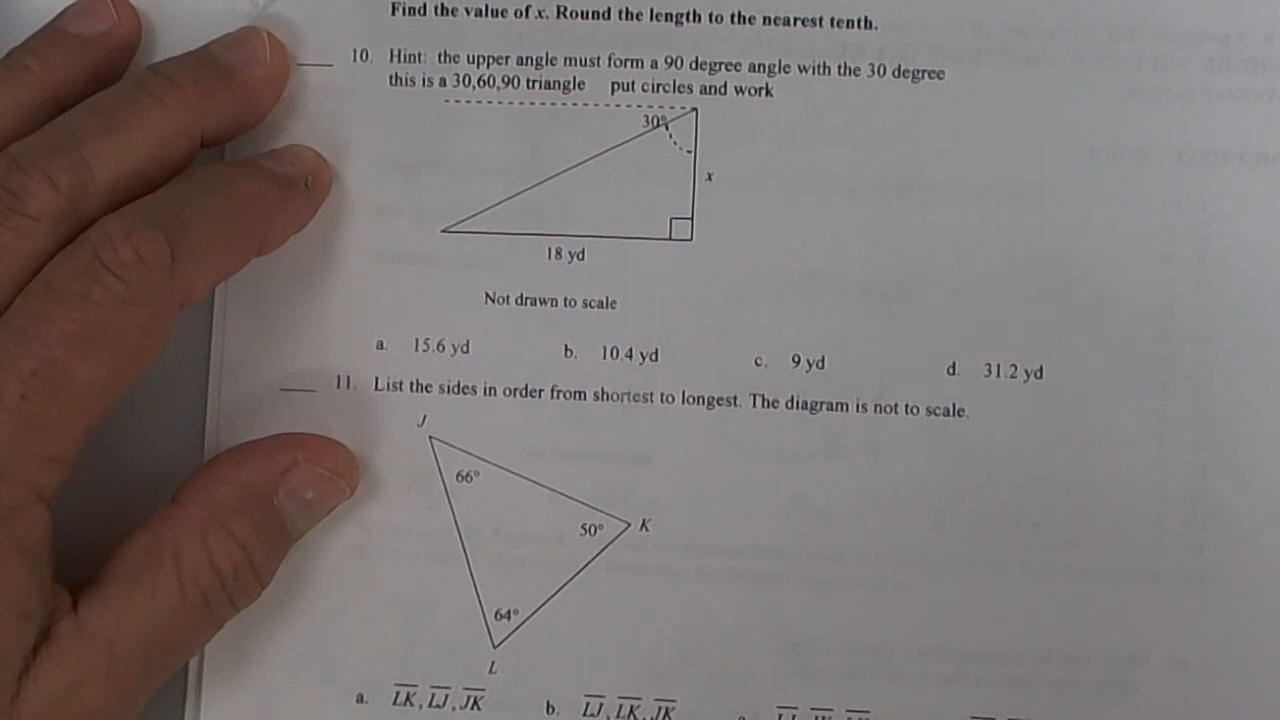 Find the value of x. Round the length to the nearest tenth.
10. Hint: the upper angle must form a 90 degree angle with the 30 degree
this is a 30,60,90 triangle put circles and work
30°
x
18 yd
Not drawn to scale
a. 15.6 yd b. 10.4 yd c. 9 yd d. 31.2 yd
11. List the sides in order from shortest to longest. The diagram is not to scale.
J
66°
50° K
64°
L
a. LK, LJ, JK b. LJ, LK, JK